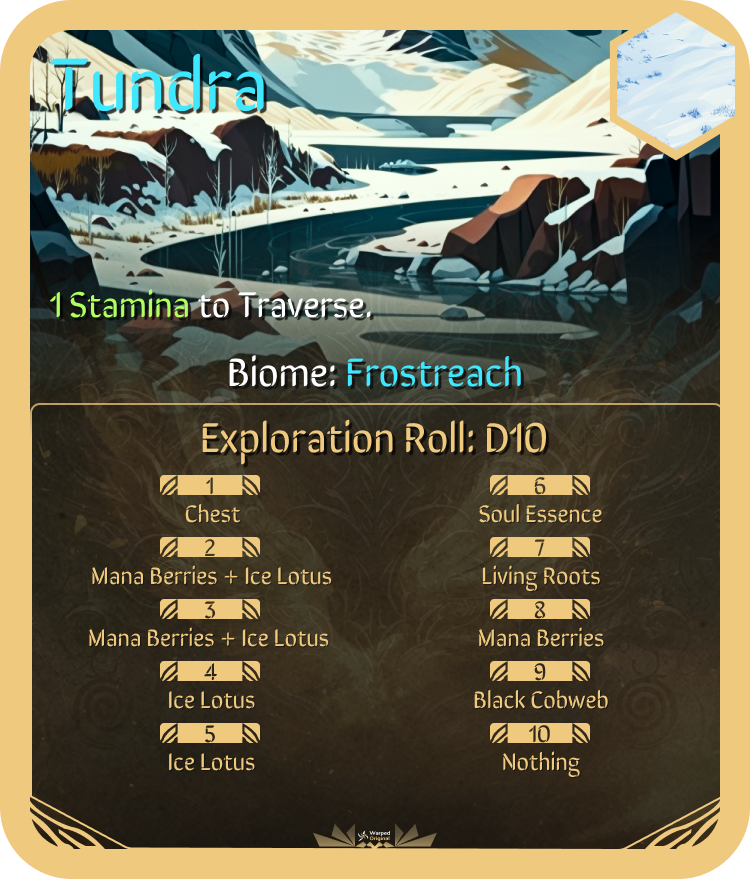 Tundra
1 Stamina to Traverse.
Biome: Frostreach
Exploration Roll: D10
1
Chest
2
Mana Berries + Ice Lotus
3
Mana Berries + Ice Lotus
4
Ice Lotus
5
Ice Lotus
6
Soul Essence
7
Living Roots
8
Mana Berries
9
Black Cobweb
10
Nothing
Warped
Original